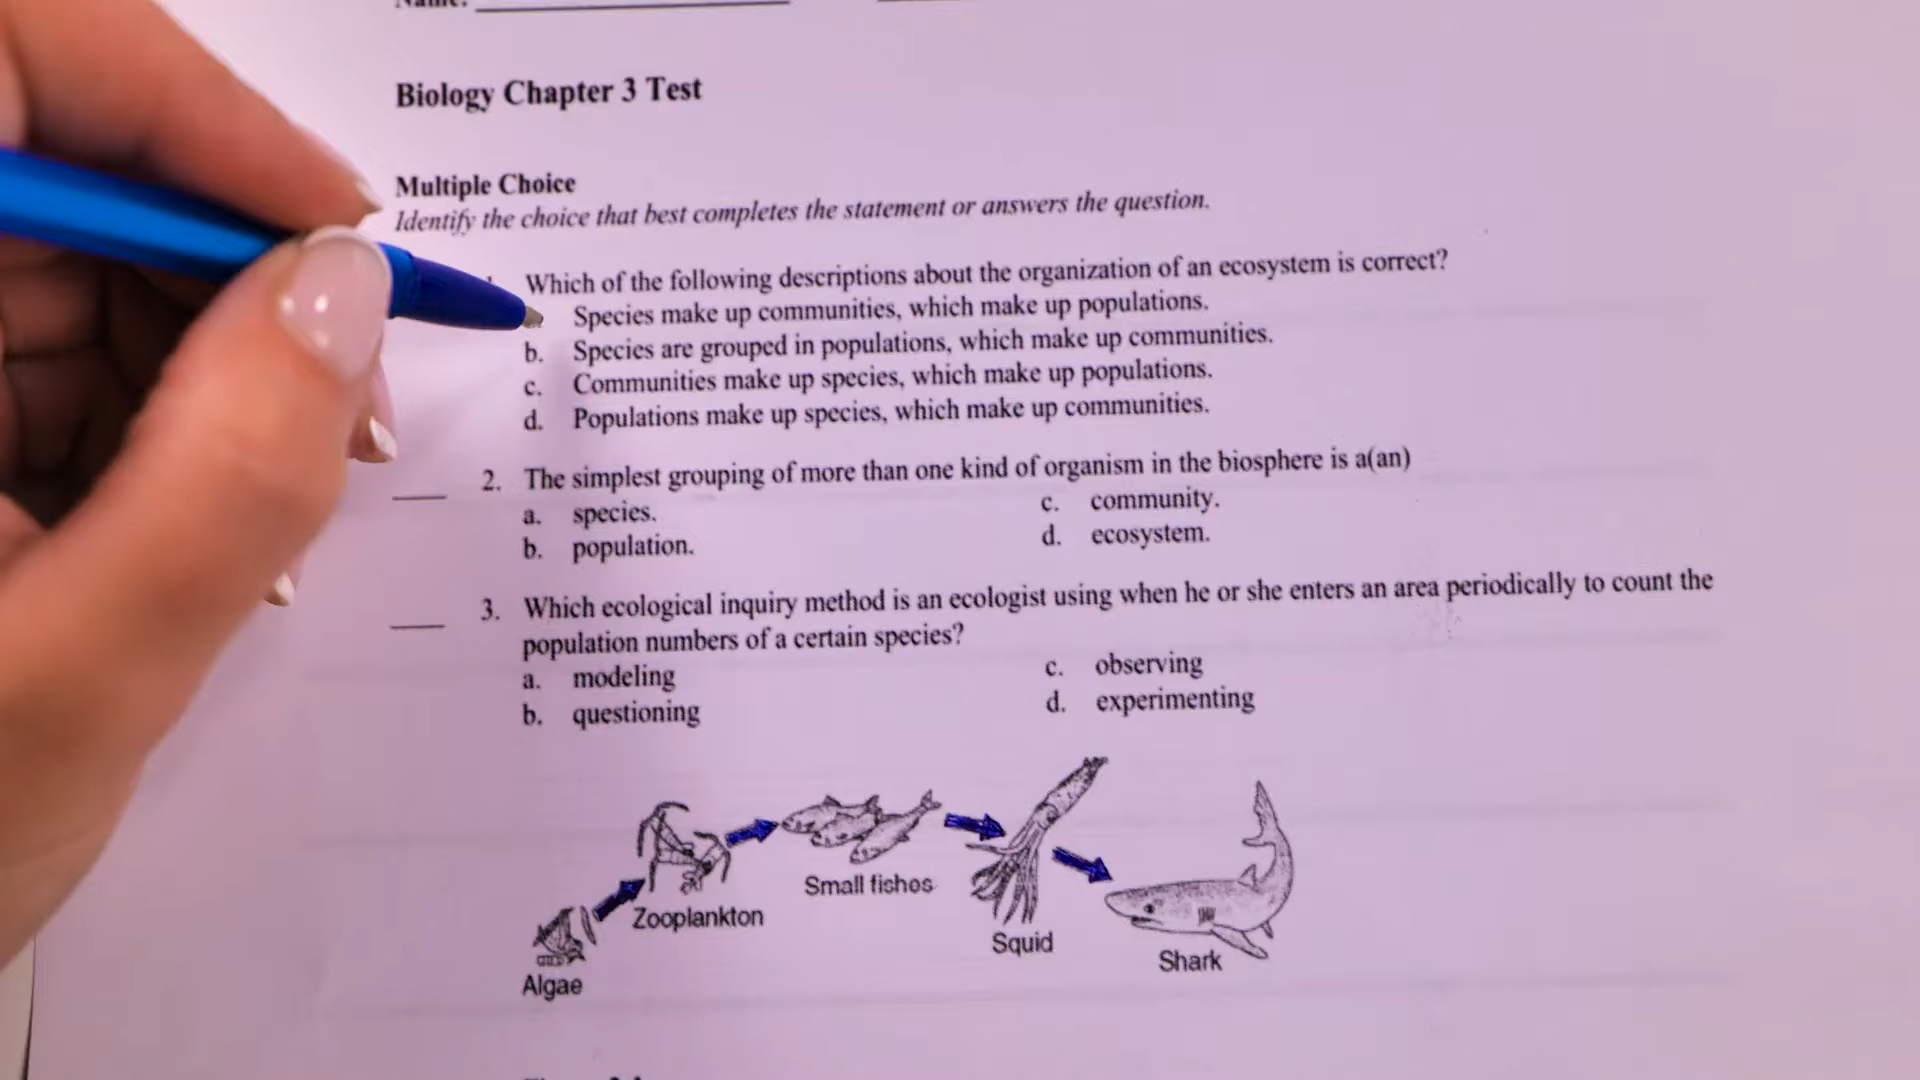 Name:
Biology Chapter 3 Test
Multiple Choice
Identify the choice that best completes the statement or answers the question.
Which of the following descriptions about the organization of an ecosystem is correct?
Species make up communities, which make up populations.
b. Species are grouped in populations, which make up communities.
c. Communities make up species, which make up populations.
d. Populations make up species, which make up communities.
2. The simplest grouping of more than one kind of organism in the biosphere is a(an)
a. species. c. community.
b. population. d. ecosystem.
3. Which ecological inquiry method is an ecologist using when he or she enters an area periodically to count the
population numbers of a certain species?
a. modeling c. observing
b. questioning d. experimenting
Small fishes
Zooplankton
Squid
Shark
Algae